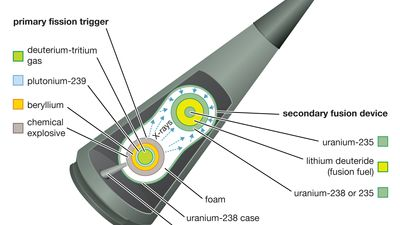 primary fission trigger
deuterium-tritium
gas
plutonium-239
beryllium
chemical
explosive
X-rays
secondary fusion device
uranium-235
lithium deuteride
(fusion fuel)
uranium-238 or 235
foam
uranium-238 case